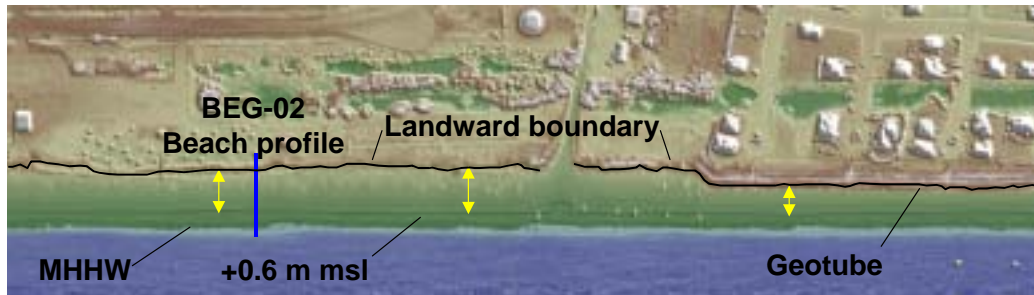 BEG-02
Beach profile
Landward boundary
MHHW
+0.6 m msl
Geotube